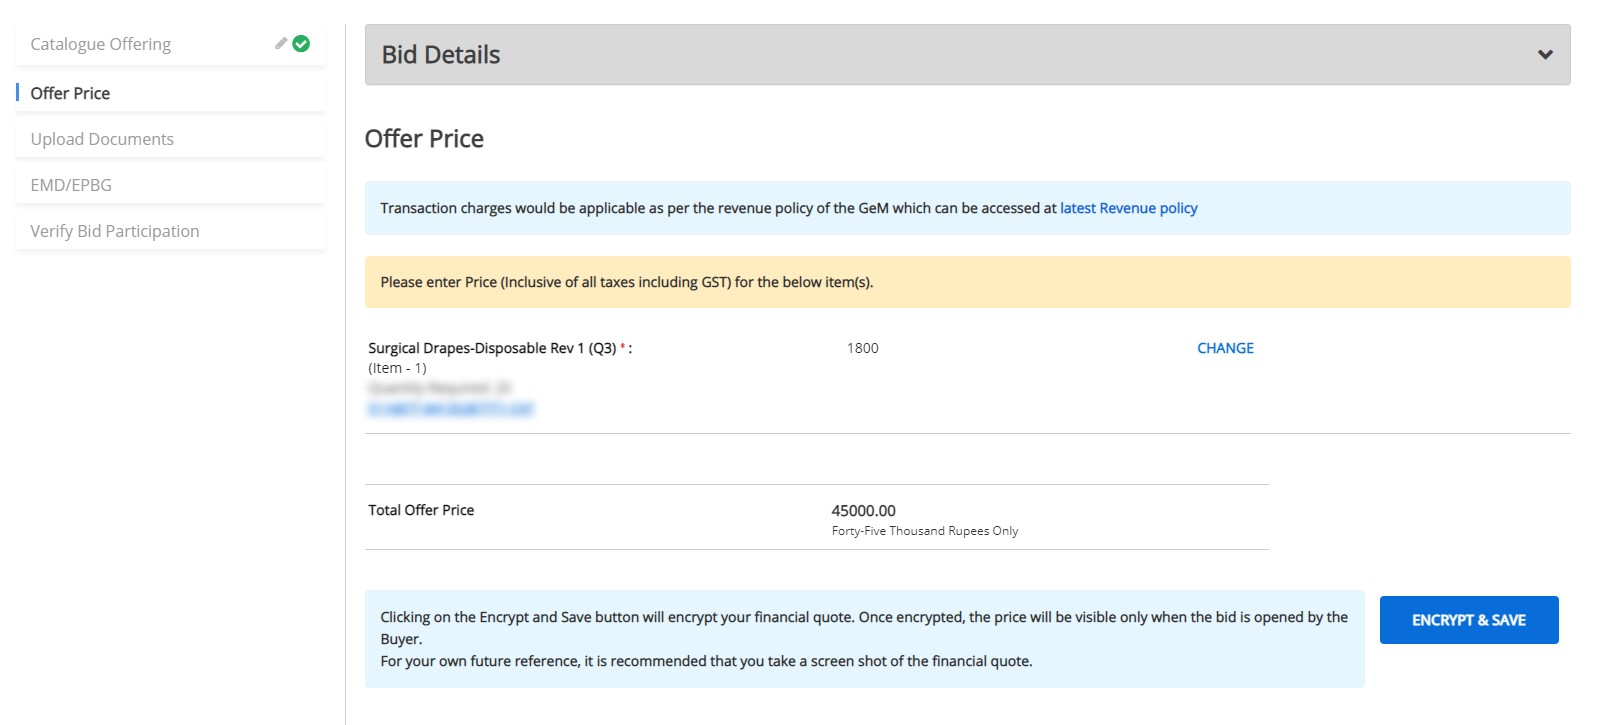 Catalogue Offering
Offer Price
Upload Documents
EMD/EPBG
Verify Bid Participation
Bid Details
Offer Price
Transaction charges would be applicable as per the revenue policy of the GeM which can be accessed at latest Revenue policy
Please enter Price (Inclusive of all taxes including GST) for the below item(s).
Surgical Drapes-Disposable Rev 1 (Q3) * : 1800 CHANGE
(Item - 1)
Total Offer Price 45000.00
Forty-Five Thousand Rupees Only
Clicking on the Encrypt and Save button will encrypt your financial quote. Once encrypted, the price will be visible only when the bid is opened by the
Buyer.
For your own future reference, it is recommended that you take a screen shot of the financial quote.
ENCRYPT & SAVE